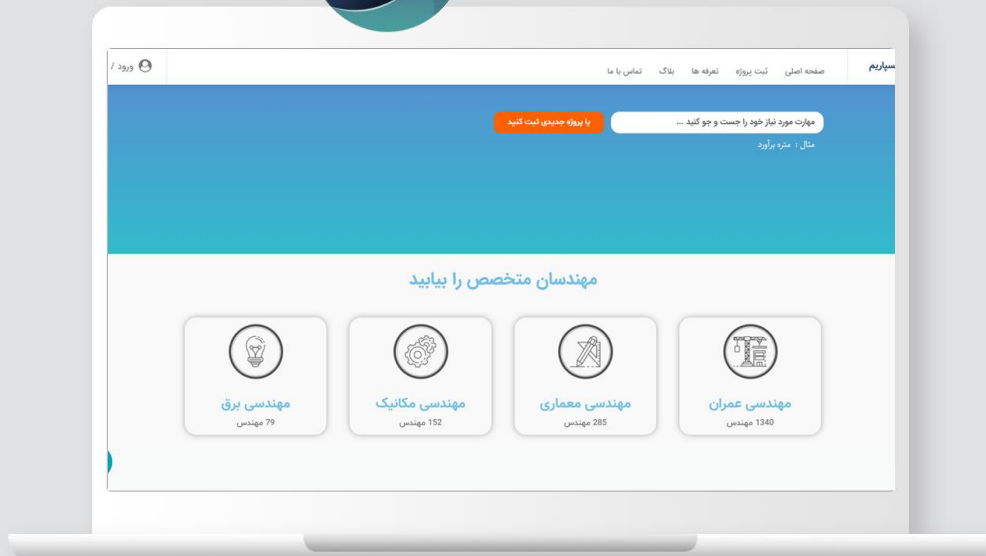 صفحه اصلی ثبت پروژه تعرفه ها بلاگ تماس با ما
ورود /
مهارت مورد نیاز خود را جست و جو کنید ...
یا پروژه جدیدی ثبت کنید
مثال : متره برآورد
مهندسان متخصص را بیابید
مهندسی عمران
1340 مهندس
مهندسی معماری
285 مهندس
مهندسی مکانیک
152 مهندس
مهندسی برق
79 مهندس